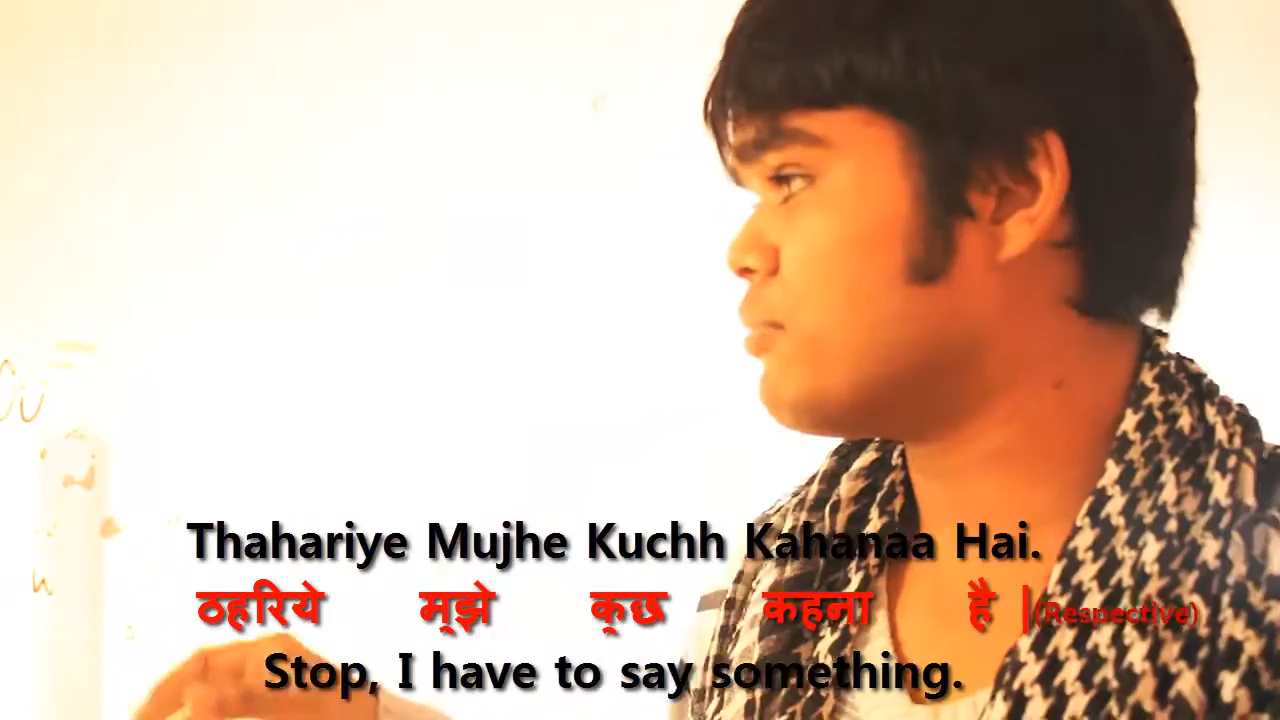 Thahariye Mujhe Kuchh Kahanaa Hai.
ठहरिये म्झे क्छ कहना है |(Respective)
Stop, I have to say something.